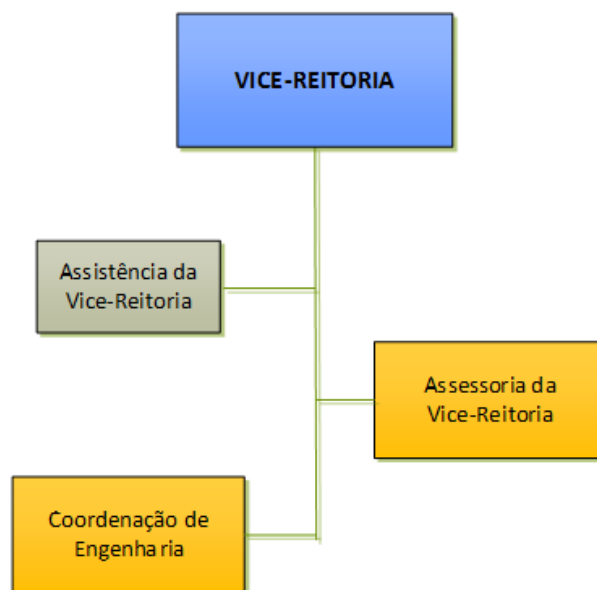 VICE-REITORIA
Assistência da
Vice-Reitoria
Assessoria da
Vice-Reitoria
Coordenação de
Engenharia